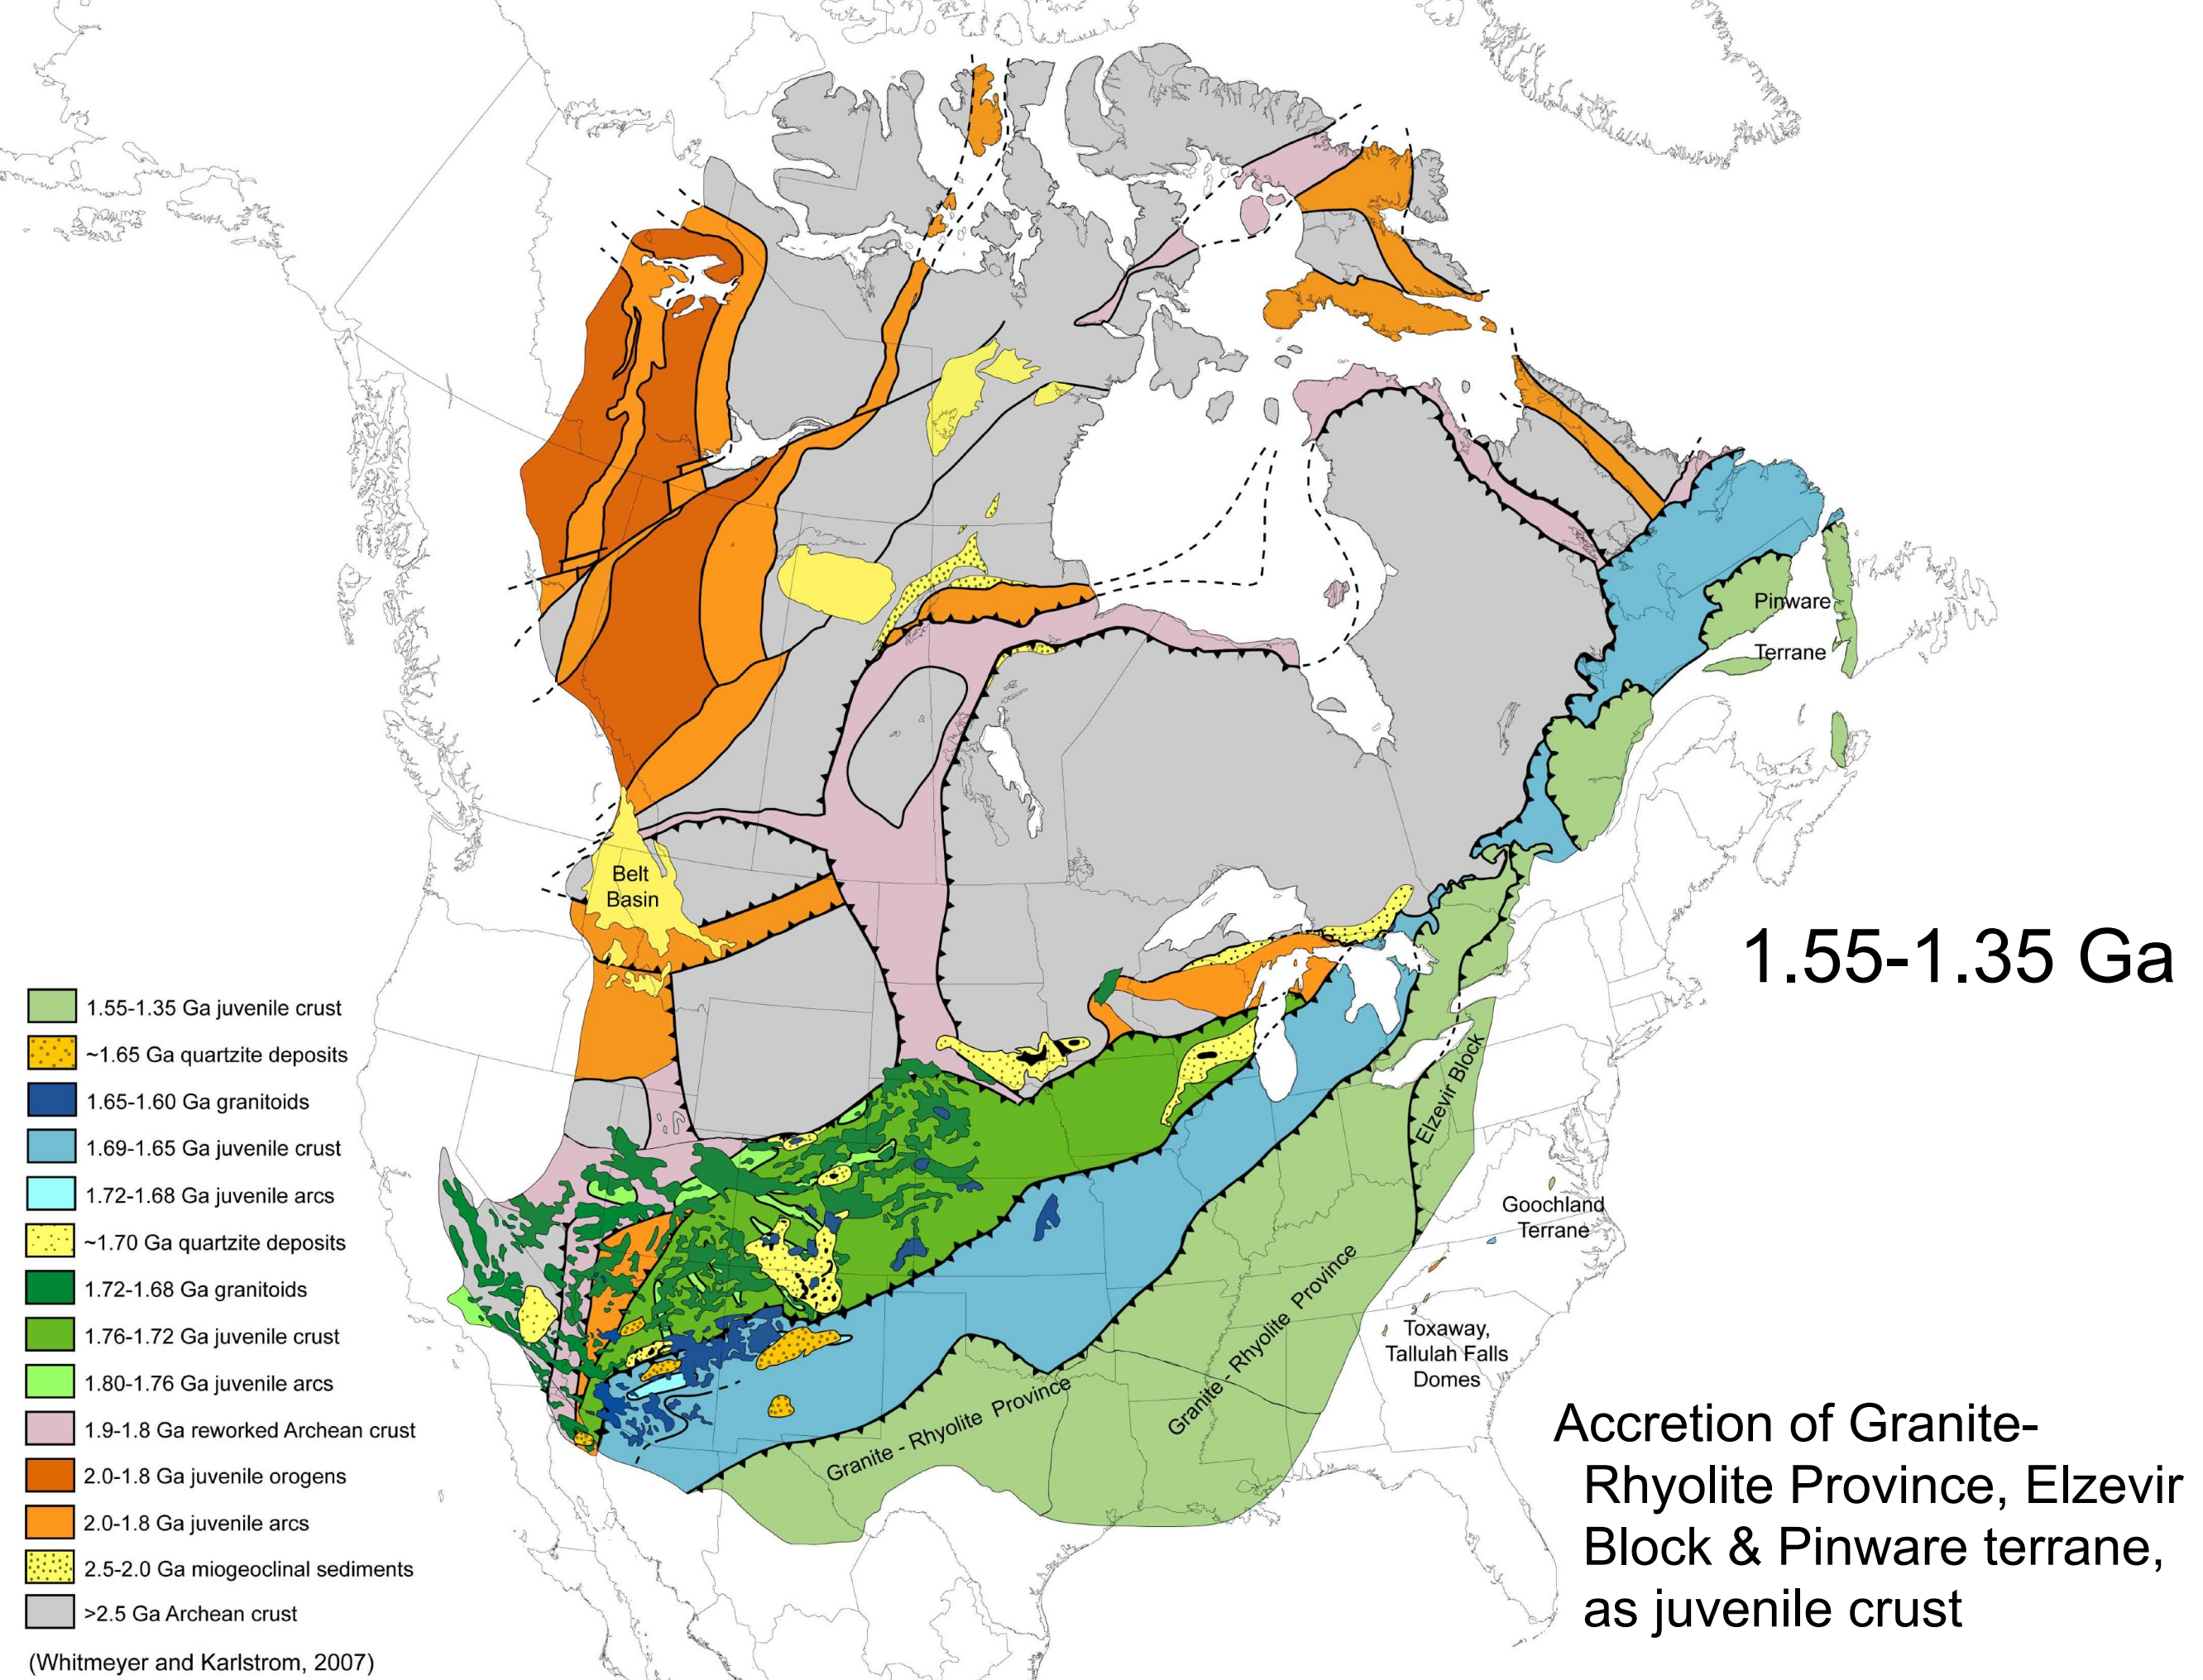 Pinware
Terrane
Belt
Basin
1.55-1.35 Ga
Elzevir Block
Goochland
Terrane
Granite - Rhyolite Province
Toxaway,
Tallulah Falls
Domes
Granite - Rhyolite Province
1.55-1.35 Ga juvenile crust
~1.65 Ga quartzite deposits
1.65-1.60 Ga granitoids
1.69-1.65 Ga juvenile crust
1.72-1.68 Ga juvenile arcs
~1.70 Ga quartzite deposits
1.72-1.68 Ga granitoids
1.76-1.72 Ga juvenile crust
1.80-1.76 Ga juvenile arcs
1.9-1.8 Ga reworked Archean crust
2.0-1.8 Ga juvenile orogens
2.0-1.8 Ga juvenile arcs
2.5-2.0 Ga miogeoclinal sediments
>2.5 Ga Archean crust
(Whitmeyer and Karlstrom, 2007)
Accretion of Granite-
Rhyolite Province, Elzevir
Block & Pinware terrane,
as juvenile crust